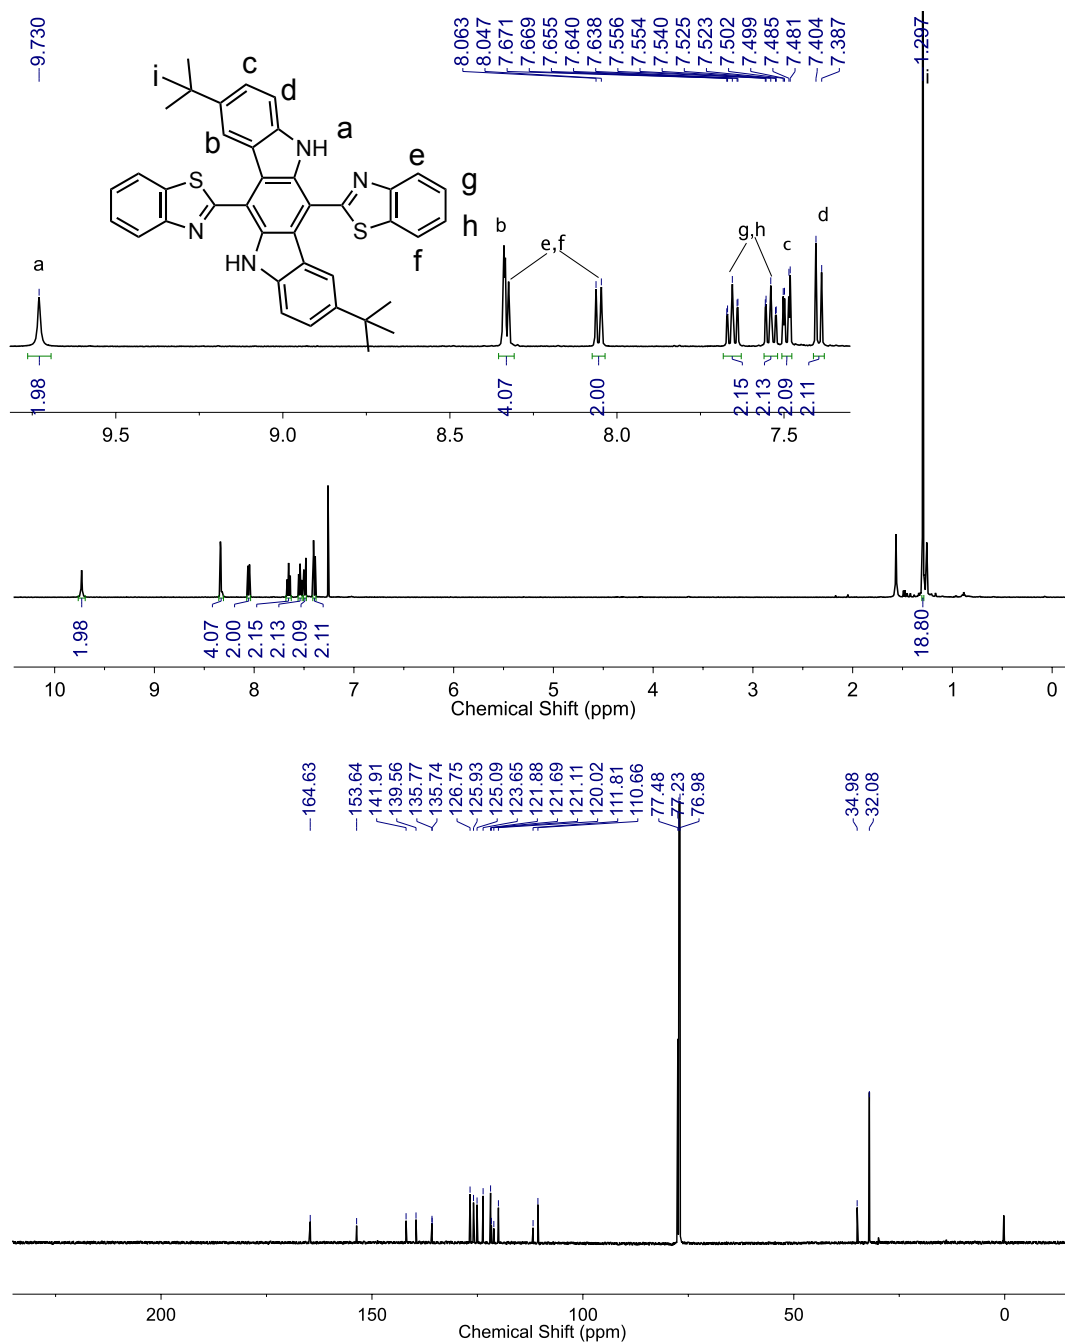 9.730
8.063
8.047
7.671
7.669
7.655
7.640
7.638
7.556
7.554
7.540
7.525
7.523
7.502
7.499
7.485
7.481
7.404
7.387
1.297
i
c
d
i
b
a
NH
S
N
N
S
HN
e
g
h
f
a
b
e,f
g,h
c
d
1.98
4.07
2.00
2.15
2.13
2.09
2.11
9.5 9.0 8.5 8.0 7.5
1.98
4.07
2.00
2.15
2.13
2.09
2.11
18.80
10 9 8 7 6 5 4 3 2 1 0
Chemical Shift (ppm)
164.63
153.64
141.91
139.56
135.77
135.74
126.75
125.93
125.09
123.65
121.88
121.69
121.11
120.02
111.81
110.66
77.48
77.23
76.98
34.98
32.08
200 150 100 50 0
Chemical Shift (ppm)